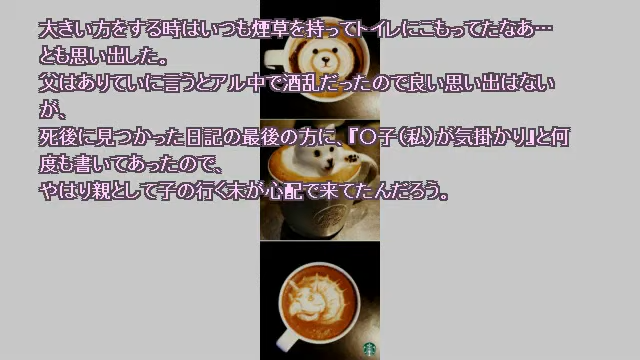 大きい方をする時はいつも煙草を持ってトイレにこもってたなあ…
とも思い出した。
父はありていに言うとアル中で酒乱だったので良い思い出はない
が、
死後に見つかった日記の最後の方に、『〇子（私）が気掛かり』と何
度も書いてあったので、
やはり親として子の行く末が心配で来てたんだろう。